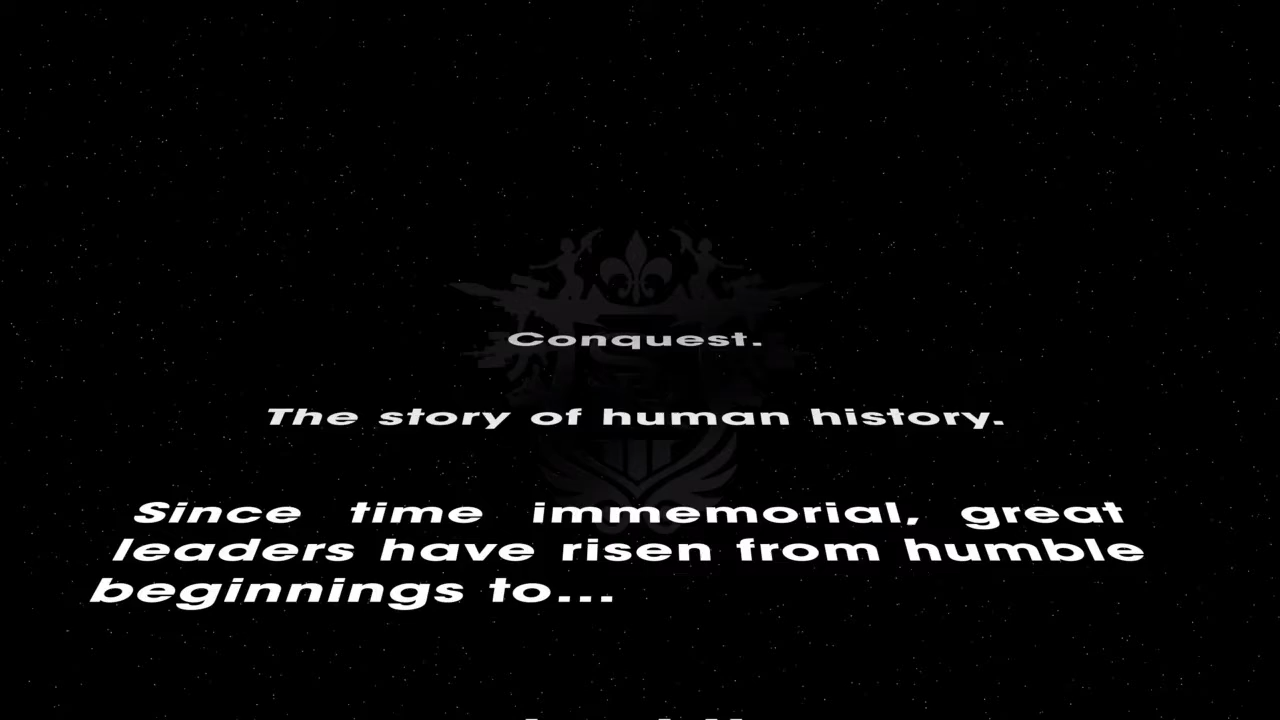 Conquest.
The story of human history.
Since time immemorial, great
leaders have risen from humble
beginnings to...